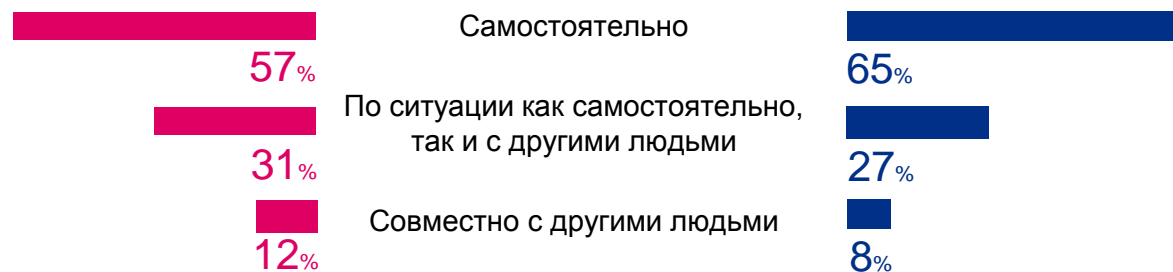 Самостоятельно
57%
65%
По ситуации как самостоятельно,
так и с другими людьми
31%
27%
Совместно с другими людьми
12%
8%